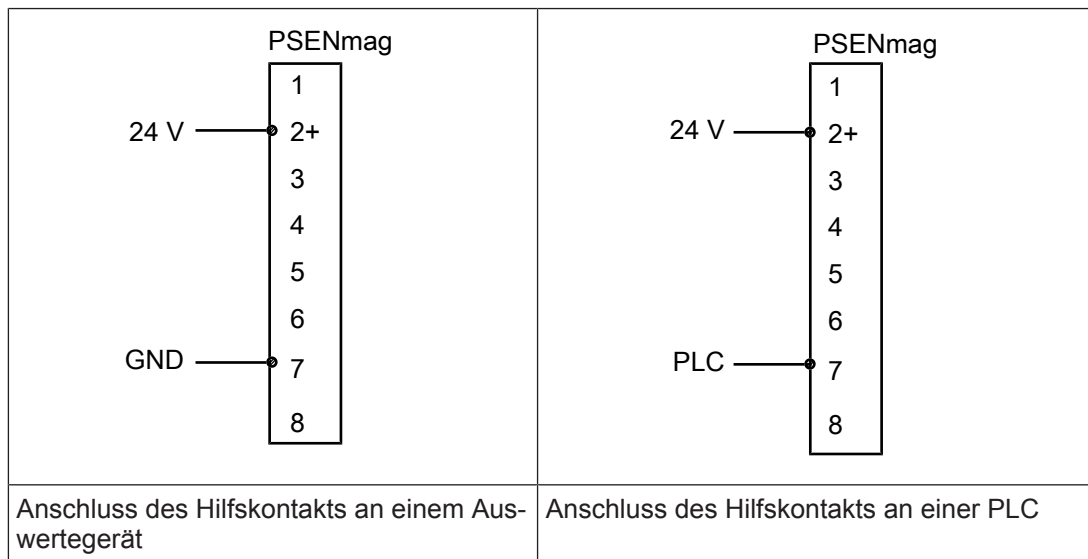 PSENmag
1
24 V 2+
3
4
5
6
GND 7
8
Anschluss des Hilfskontakts an einem Aus-
wertegerät
PSENmag
1
24 V 2+
3
4
5
6
PLC 7
8
Anschluss des Hilfskontakts an einer PLC